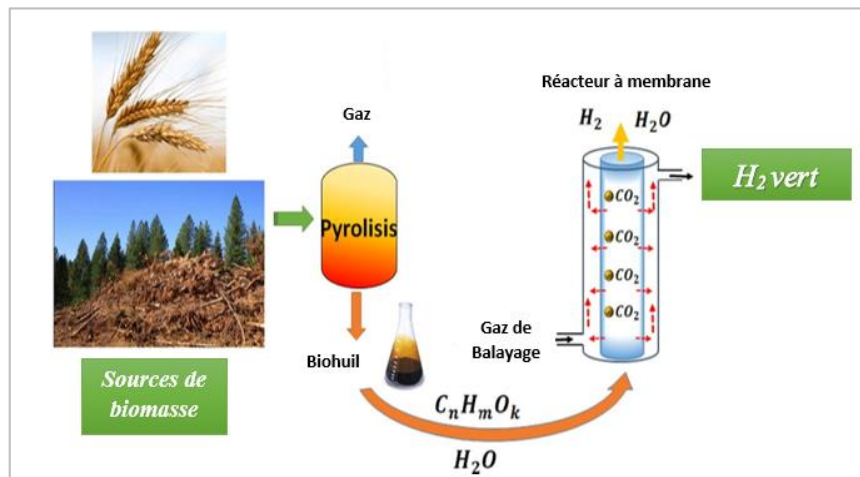 Réacteur à membrane
Gaz
H₂ H₂O
H₂ vert
CO₂
Pyrolisis
CO₂
CO₂
CO₂
Gaz de
Balayage
Biohuil
Sources de
biomasse
CₙHₘOₖ
H₂O